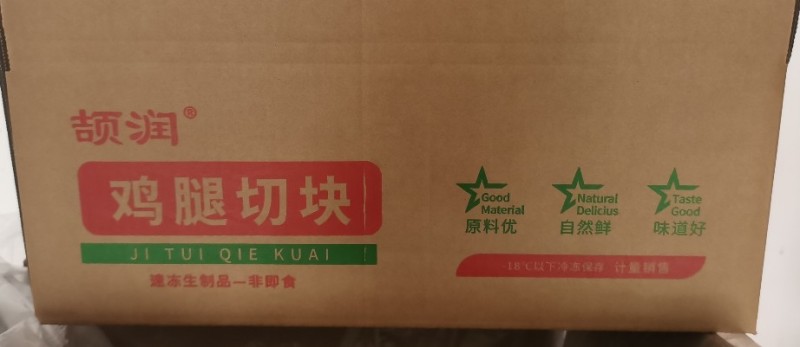 颉润®
鸡腿切块
JI TUI QIE KUAI
速冻生制品—非即食
Good Material
原料优
Natural Delicius
自然鲜
Taste Good
味道好
-18℃以下冷冻保存 计量销售